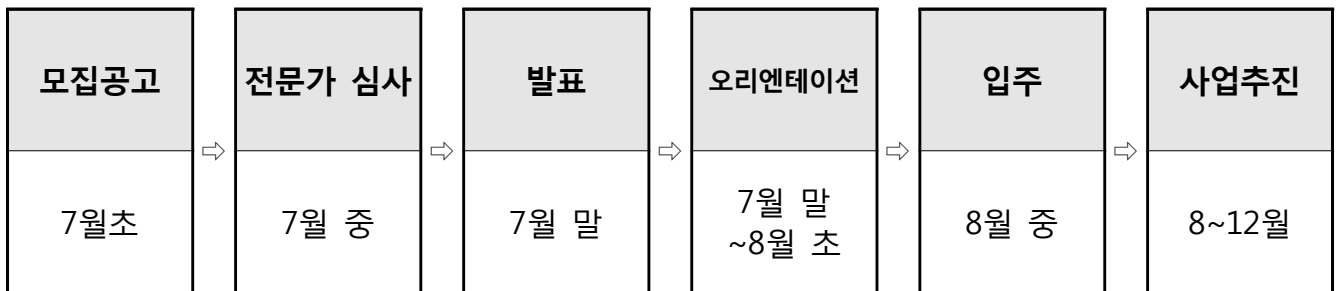 모집공고 ⇨ 전문가 심사 ⇨ 발표 ⇨ 오리엔테이션 ⇨ 입주 ⇨ 사업추진
7월초 7월 중 7월 말 7월 말 8월 중 8~12월
~8월 초